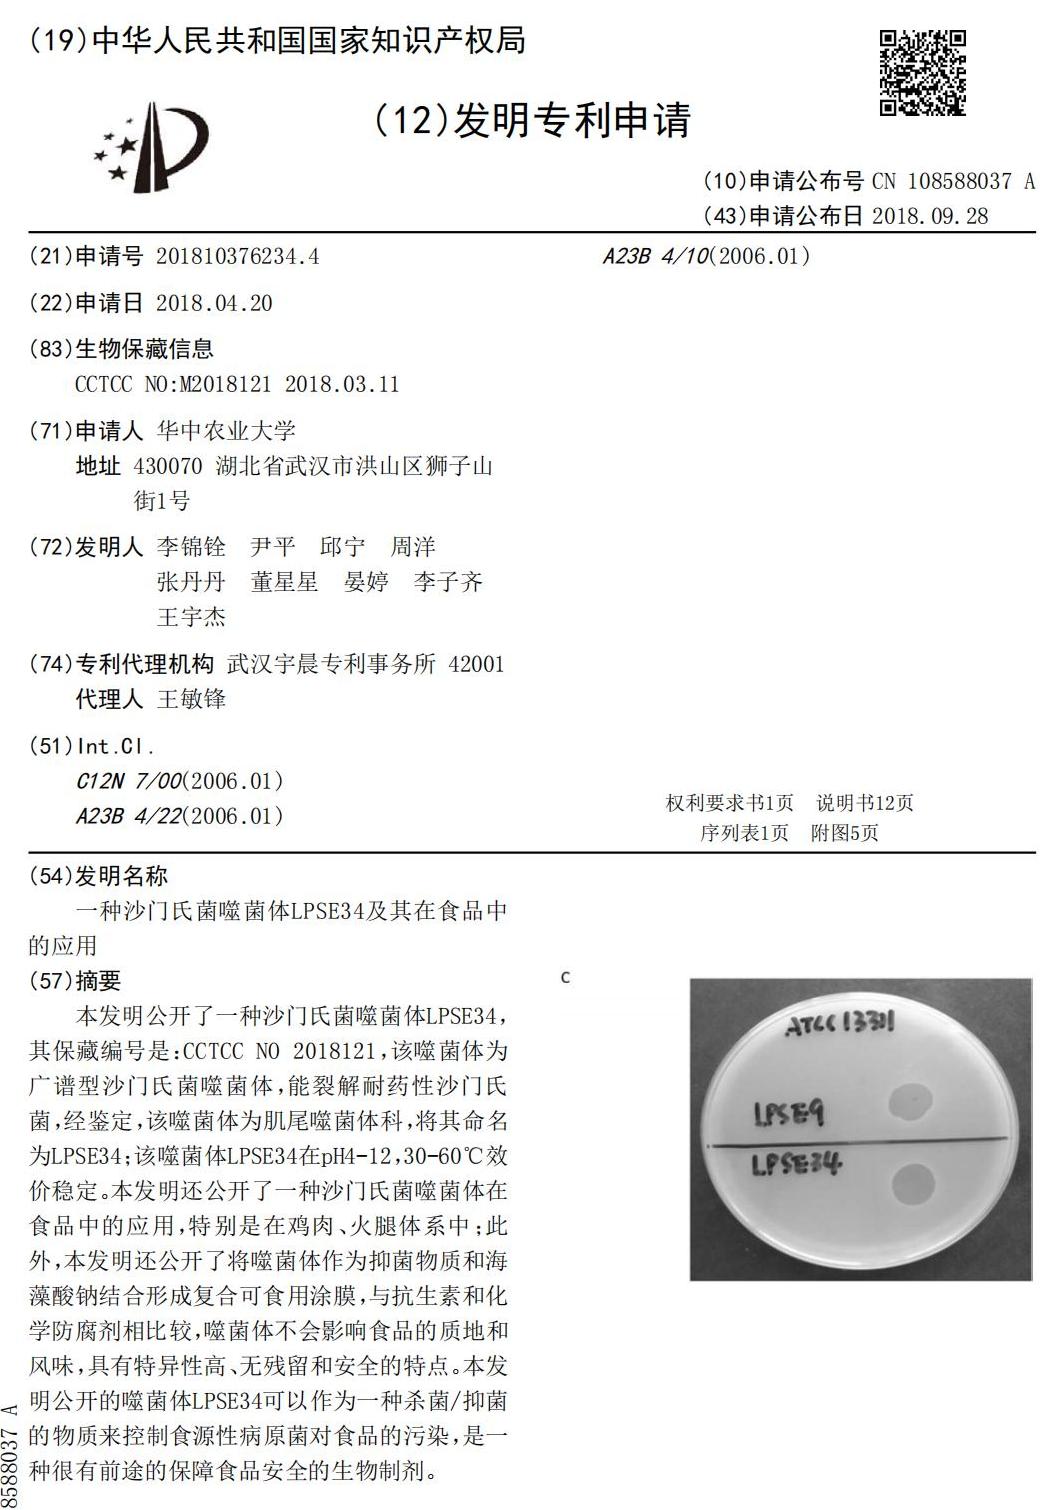 (19)中华人民共和国国家知识产权局
(12)发明专利申请
(10)申请公布号 CN 108588037 A
(43)申请公布日 2018.09.28
(21)申请号 201810376234.4
(22)申请日 2018.04.20
(83)生物保藏信息
CCTCC NO:M2018121 2018.03.11
(71)申请人 华中农业大学
地址 430070 湖北省武汉市洪山区狮子山
街1号
(72)发明人 李锦铨 尹平 邱宁 周洋
张丹丹 董星星 晏婷 李子齐
王宇杰
(74)专利代理机构 武汉宇晨专利事务所 42001
代理人 王敏锋
(51)Int.Cl.
C12N 7/00(2006.01)
A23B 4/22(2006.01)
A23B 4/10(2006.01)
权利要求书1页 说明书12页
序列表1页 附图5页
(54)发明名称
一种沙门氏菌噬菌体LPSE34及其在食品中
的应用
(57)摘要
本发明公开了一种沙门氏菌噬菌体LPSE34,
其保藏编号是:CCTCC NO 2018121,该噬菌体为
广谱型沙门氏菌噬菌体,能裂解耐药性沙门氏
菌,经鉴定,该噬菌体为肌尾噬菌体科,将其命名
为LPSE34;该噬菌体LPSE34在pH4-12,30-60℃效
价稳定。本发明还公开了一种沙门氏菌噬菌体在
食品中的应用,特别是在鸡肉、火腿体系中;此
外,本发明还公开了将噬菌体作为抑菌物质和海
藻酸钠结合形成复合可食用涂膜,与抗生素和化
学防腐剂相比较,噬菌体不会影响食品的质地和
风味,具有特异性高、无残留和安全的特点。本发
明公开的噬菌体LPSE34可以作为一种杀菌/抑菌
的物质来控制食源性病原菌对食品的污染,是一
种很有前途的保障食品安全的生物制剂。
C
ATCC 13301
LPSE9
LPSE34
8588037 A